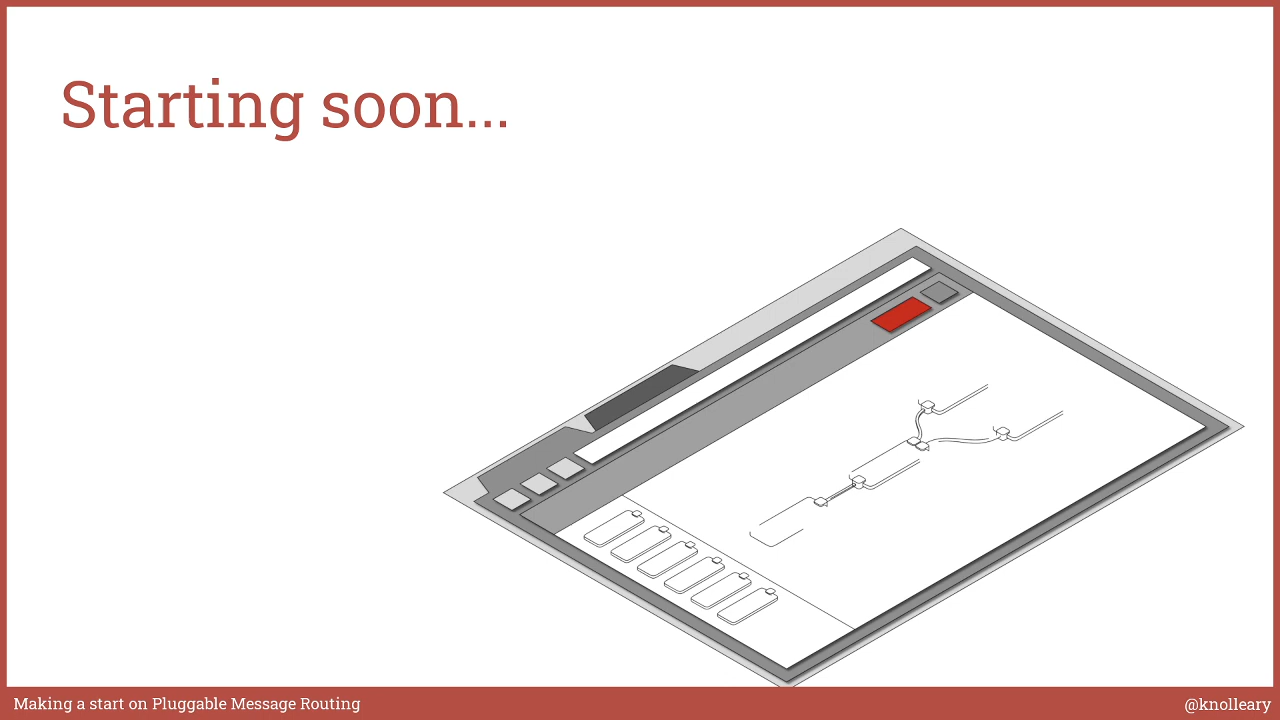 Starting soon...
Making a start on Pluggable Message Routing
@knolleary